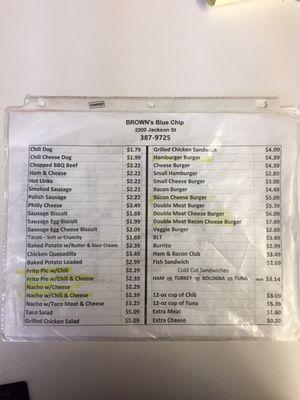 BROWN's Blue Chip
2200 Jackson St
387-9725
Chili Dog $1.79
Chili Cheese Dog $1.99
Chopped BBQ Beef $2.22
Ham & Cheese $2.22
Hot Links $2.22
Smoked Sausage $2.22
Polish Sausage $2.22
Philly Cheese $3.49
Sausage Biscuit $1.69
Sausage Egg Biscuit $1.99
Sausage Egg Cheese Biscuit $2.09
Tacos – Soft or Crunchy $1.69
Baked Potato w/Butter & Sour Cream $2.39
Chicken Quesadilla $3.49
Baked Potato Loaded $2.99
Frito Pie w/Chili $2.29
Frito Pie w/Chili & Cheese $2.39
Nacho w/Cheese $2.29
Nacho w/Chili & Cheese $2.39
Nacho w/Taco Meat & Cheese $3.23
Taco Salad $5.09
Grilled Chicken Salad $5.09
Grilled Chicken Sandwich $4.09
Hamburger Burger $4.39
Cheese Burger $4.39
Small Hamburger $2.89
Small Cheese Burger $3.09
Bacon Burger $4.49
Bacon Cheese Burger $5.09
Double Meat Burger $5.39
Double Meat Cheese Burger $6.09
Double Meat Bacon Cheese Burger $7.69
Veggie Burger $2.69
BLT $3.49
Burrito $2.99
Ham & Bacon Club $3.49
Fish Sandwich $1.69
Cold Cut Sandwiches
HAM or TURKEY or BOLOGNA or TUNA each $3.14
12-oz cup of Chili $3.09
12-oz cup of Tuna $5.39
Extra Meat $1.60
Extra Cheese $0.20